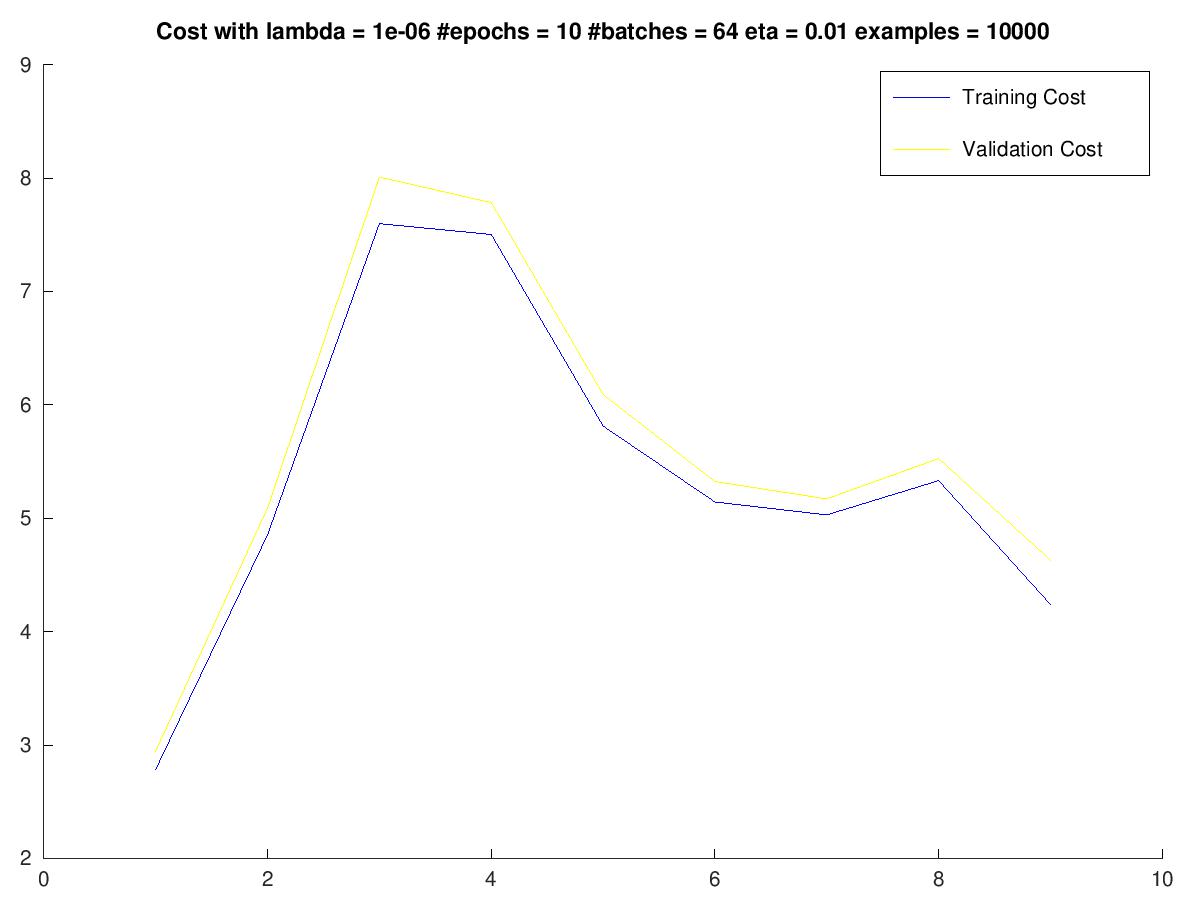 Cost with lambda = 1e-06 #epochs = 10 #batches = 64 eta = 0.01 examples = 10000
Training Cost
Validation Cost
9
8
7
6
5
4
3
2
0 2 4 6 8 10